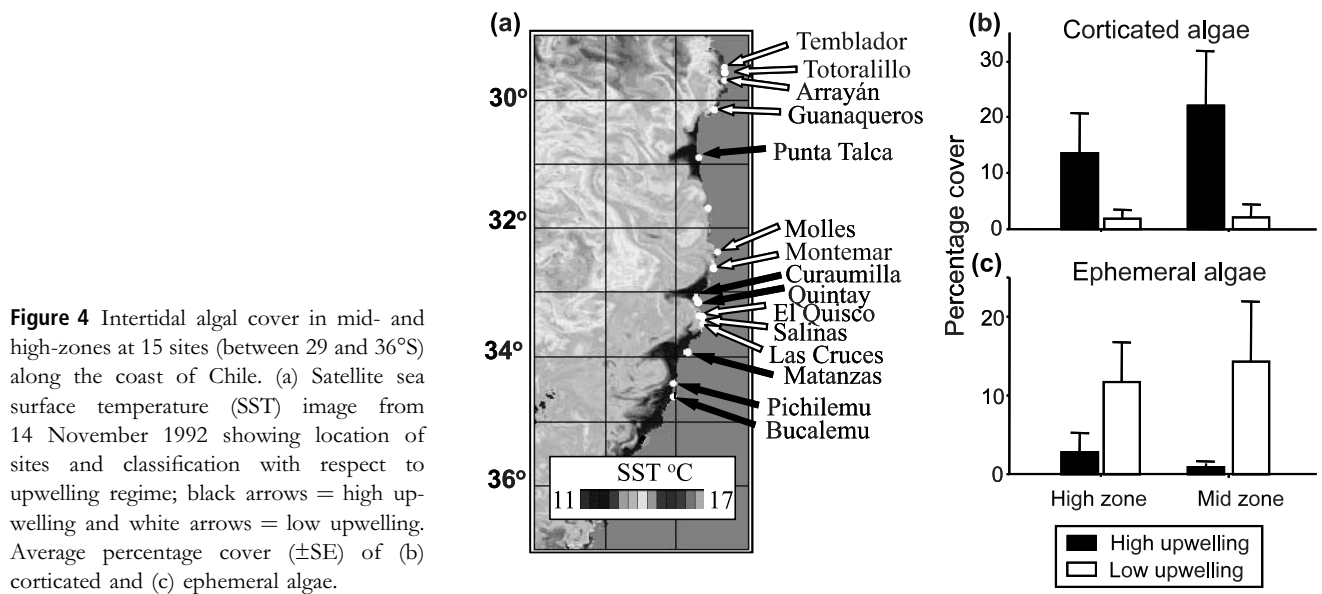 Figure 4 Intertidal algal cover in mid- and
high-zones at 15 sites (between 29 and 36°S)
along the coast of Chile. (a) Satellite sea
surface temperature (SST) image from
14 November 1992 showing location of
sites and classification with respect to
upwelling regime; black arrows = high up-
welling and white arrows = low upwelling.
Average percentage cover (±SE) of (b)
corticated and (c) ephemeral algae.
(a)
Temblador
Totoralillo
Arrayán
Guanaqueros
Punta Talca
Molles
Montemar
Curaumilla
Quintay
El Quisco
Salinas
Las Cruces
Matanzas
Pichilemu
Bucalemu
30°
32°
34°
36°
SST °C
11 17
(b)
Corticated algae
30
20
10
0
Percentage cover
(c)
Ephemeral algae
20
10
0
High zone Mid zone
High upwelling
Low upwelling